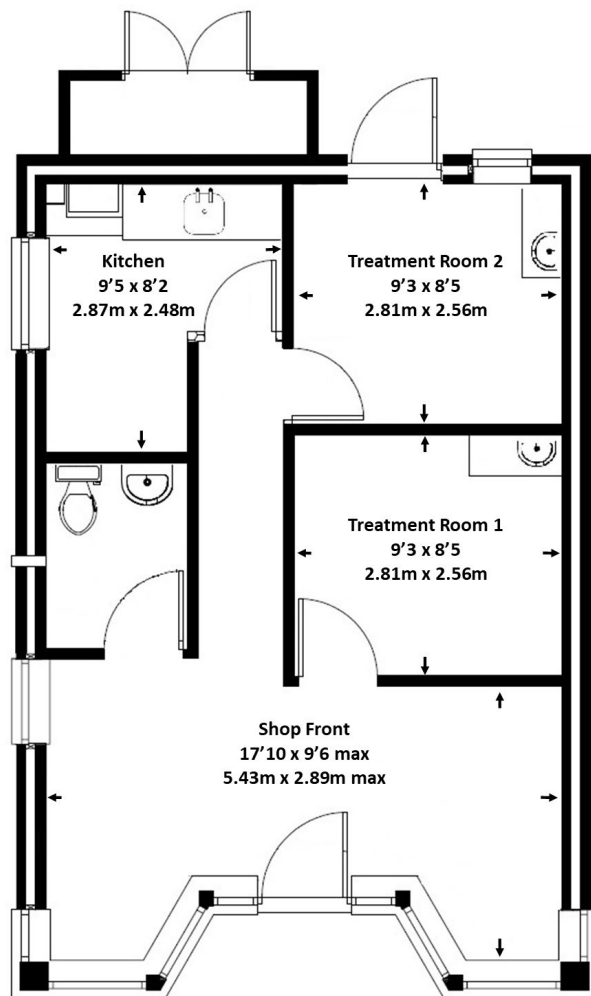 Kitchen
9’5 x 8’2
2.87m x 2.48m
Treatment Room 2
9’3 x 8’5
2.81m x 2.56m
Treatment Room 1
9’3 x 8’5
2.81m x 2.56m
Shop Front
17’10 x 9’6 max
5.43m x 2.89m max